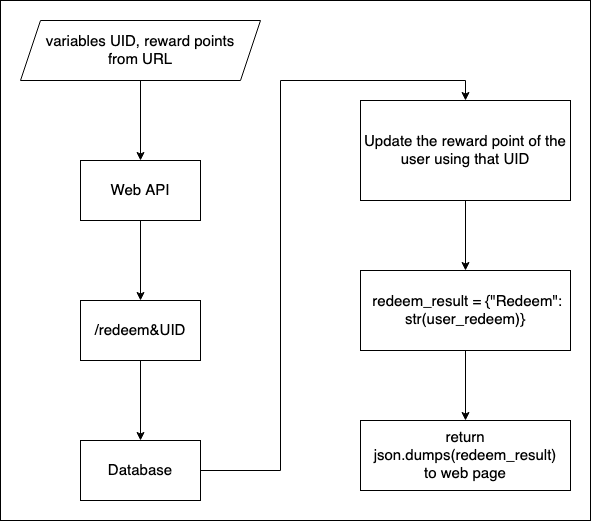 variables UID, reward points
from URL
Web API
/redeem&UID
Database
Update the reward point of the
user using that UID
redeem_result = {"Redeem":
str(user_redeem)}
return
json.dumps(redeem_result)
to web page